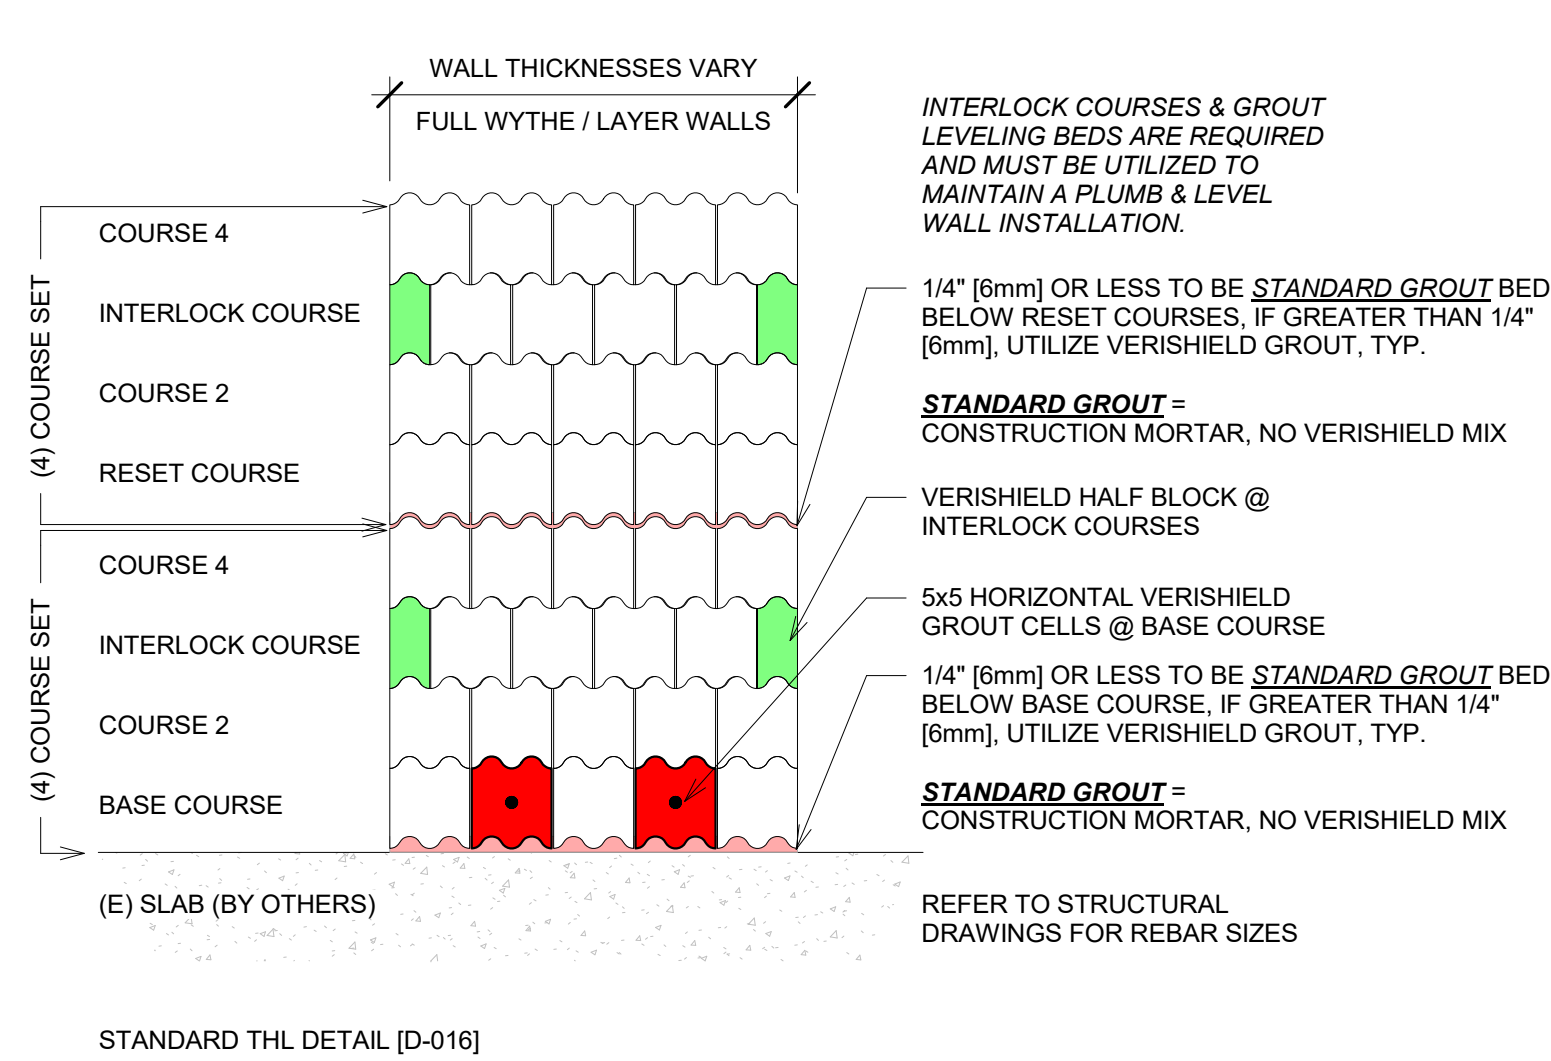 WALL THICKNESSES VARY
FULL WYTHE / LAYER WALLS
INTERLOCK COURSES & GROUT
LEVELING BEDS ARE REQUIRED
AND MUST BE UTILIZED TO
MAINTAIN A PLUMB & LEVEL
WALL INSTALLATION.
(4) COURSE SET
COURSE 4
INTERLOCK COURSE
COURSE 2
RESET COURSE
1/4" [6mm] OR LESS TO BE STANDARD GROUT BED
BELOW RESET COURSES, IF GREATER THAN 1/4"
[6mm], UTILIZE VERISHIELD GROUT, TYP.
STANDARD GROUT =
CONSTRUCTION MORTAR, NO VERISHIELD MIX
VERISHIELD HALF BLOCK @
INTERLOCK COURSES
(4) COURSE SET
COURSE 4
INTERLOCK COURSE
COURSE 2
BASE COURSE
5x5 HORIZONTAL VERISHIELD
GROUT CELLS @ BASE COURSE
1/4" [6mm] OR LESS TO BE STANDARD GROUT BED
BELOW BASE COURSE, IF GREATER THAN 1/4"
[6mm], UTILIZE VERISHIELD GROUT, TYP.
STANDARD GROUT =
CONSTRUCTION MORTAR, NO VERISHIELD MIX
(E) SLAB (BY OTHERS)
REFER TO STRUCTURAL
DRAWINGS FOR REBAR SIZES
STANDARD THL DETAIL [D-016]